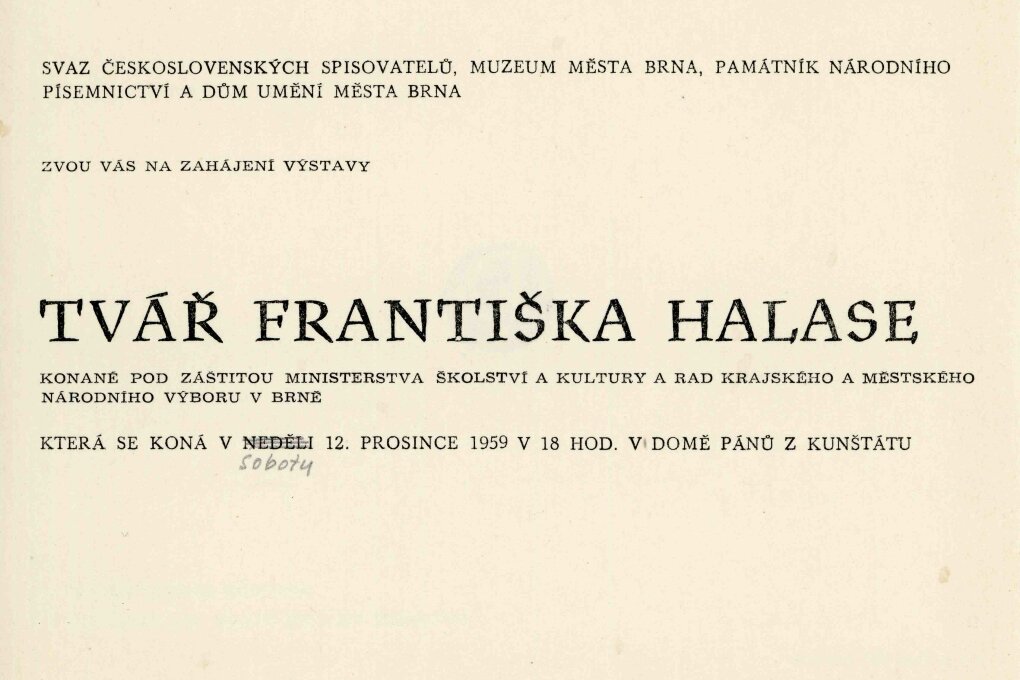 SVAZ ČESKOSLOVENSKÝCH SPISOVATELŮ, MUZEUM MĚSTA BRNA, PAMÁTNÍK NÁRODNÍHO
PÍSEMNICTVÍ A DŮM UMĚNÍ MĚSTA BRNA
ZVOU VÁS NA ZAHÁJENÍ VÝSTAVY
TVÁŘ FRANTIŠKA HALASE
KONANÉ POD ZÁŠTITOU MINISTERSTVA ŠKOLSTVÍ A KULTURY A RAD KRAJSKÉHO A MĚSTSKÉHO
NÁRODNÍHO VÝBORU V BRNĚ
KTERÁ SE KONÁ V NEDĚLI 12. PROSINCE 1959 V 18 HOD. V DOMĚ PÁNŮ Z KUNŠTÁTU
soboty